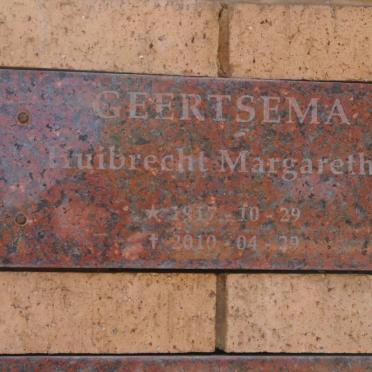 GEERTSEMA
Huibrecht Margareth
★ 1917 - 10 - 29
✝ 2010 - 04 - 29